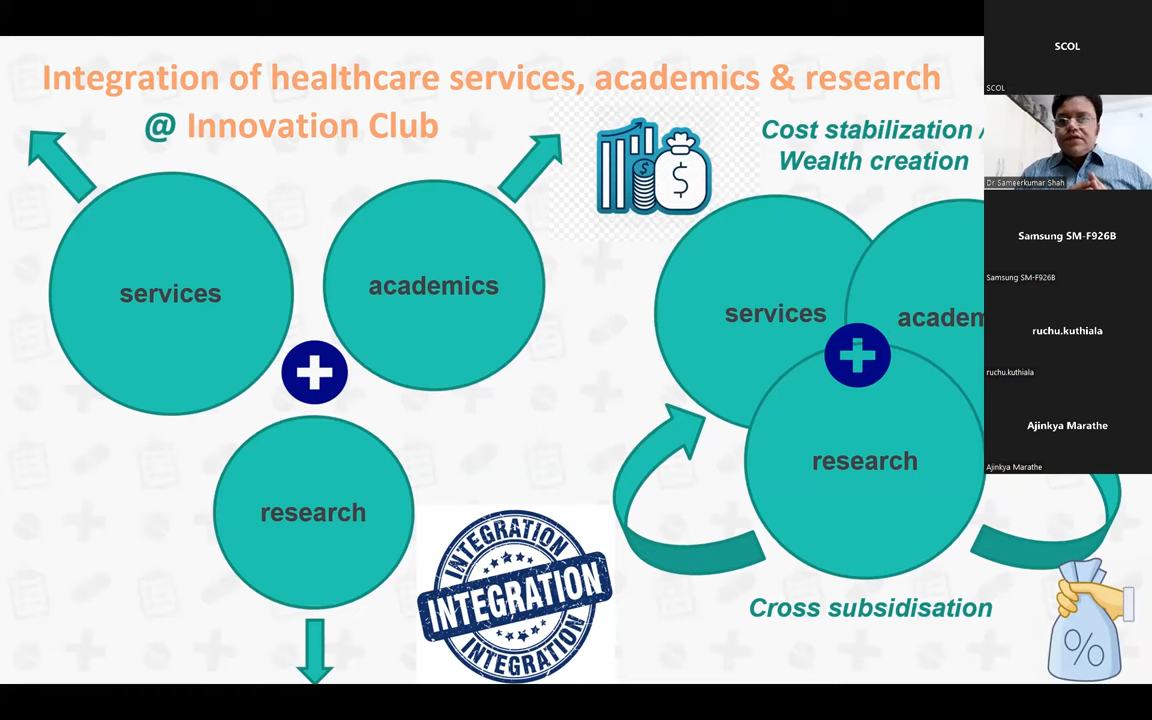 Integration of healthcare services, academics & research
@ Innovation Club
Cost stabilization /
Wealth creation
services
academics
research
services
academ
research
INTEGRATION
INTEGRATION
INTEGRATION
Cross subsidisation
%
$
$
SCOL
SCOL
Dr Sameerkumar Shah
Samsung SM-F926B
Samsung SM-F926B
ruchu.kuthiala
ruchu.kuthiala
Ajinkya Marathe
Ajinkya Marathe